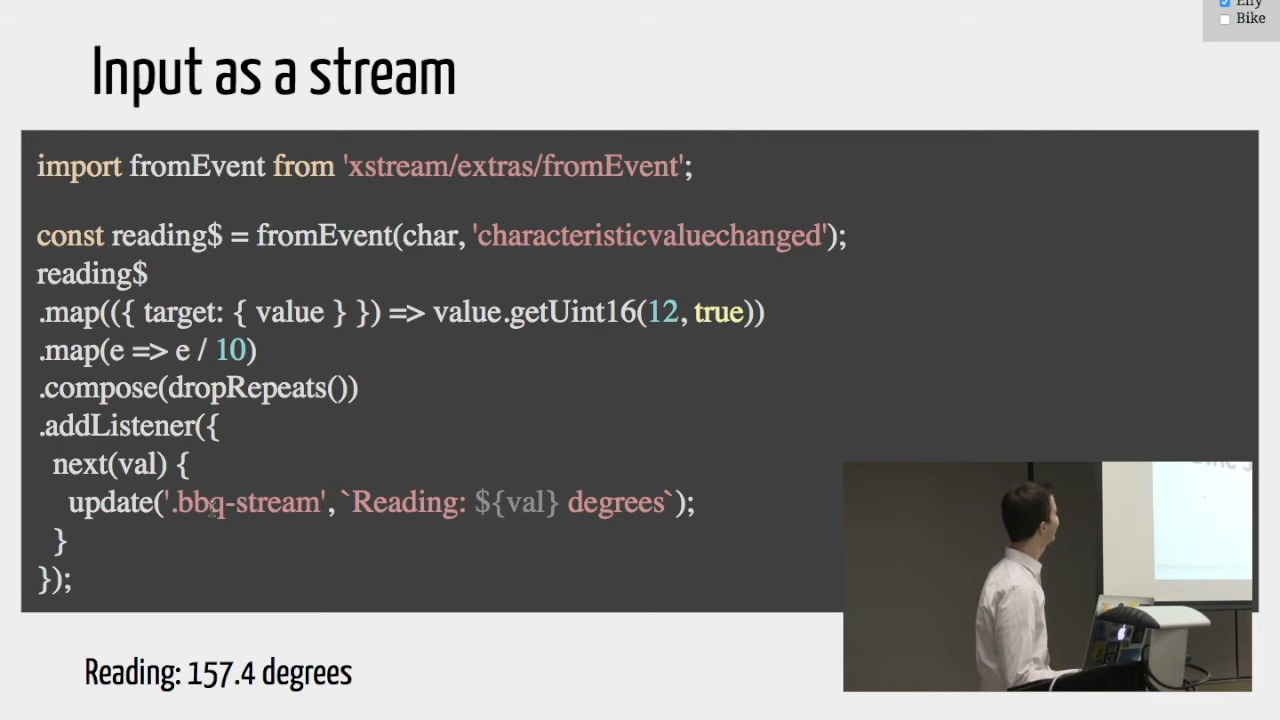 Bike
Input as a stream
import fromEvent from 'xstream/extras/fromEvent';
const reading$ = fromEvent(char, 'characteristicvaluechanged');
reading$
.map(({ target: { value } }) => value.getUint16(12, true))
.map(e => e / 10)
.compose(dropRepeats())
.addListener({
next(val) {
update('.bbq-stream',`Reading: ${val} degrees`);
}
});
Reading: 157.4 degrees